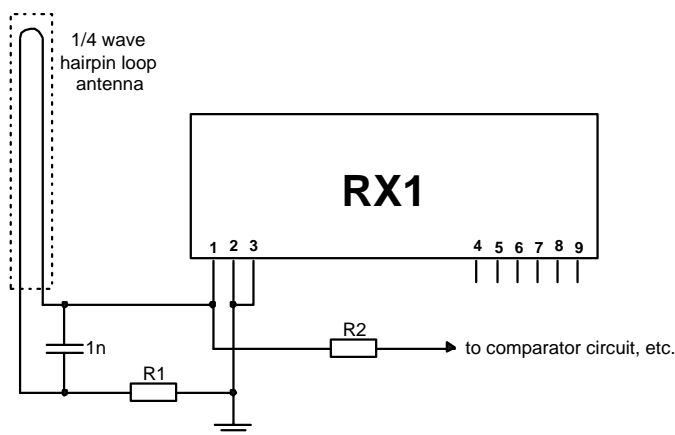 1/4 wave
hairpin loop
antenna
RX1
1 2 3 4 5 6 7 8 9
R2
to comparator circuit, etc.
1n
R1